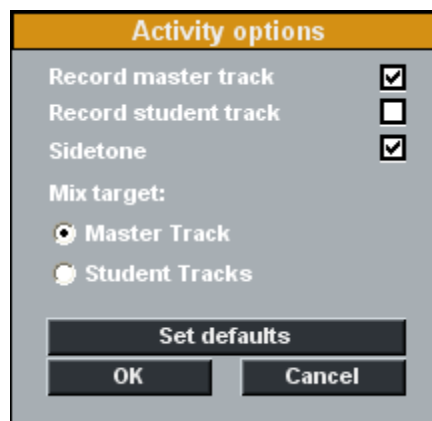 Activity options
Record master track
Record student track
Sidetone
Mix target:
Master Track
Student Tracks
Set defaults
OK Cancel